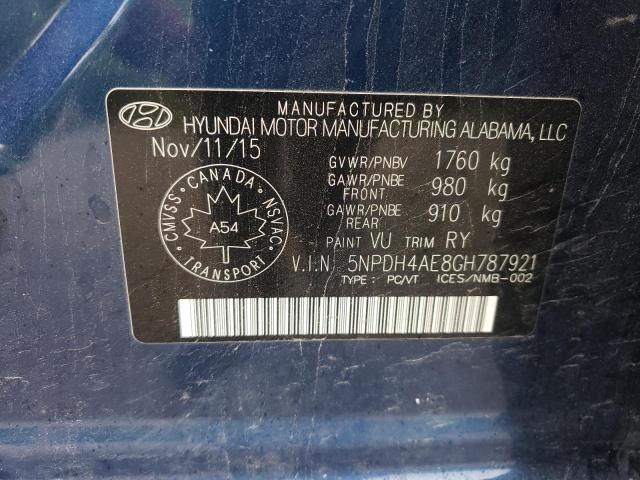 MANUFACTURED BY
HYUNDAI MOTOR MANUFACTURING ALABAMA, LLC
Nov/11/15
GVWR/PNBV 1760 kg
GAWR/PNBE FRONT 980 kg
GAWR/PNBE REAR 910 kg
PAINT VU TRIM RY
V.I.N 5NPDH4AE8GH787921
TYPE : PC/VT ICES/NMB-002
CANADA
CMVSS
NSVAC
A54
TRANSPORT